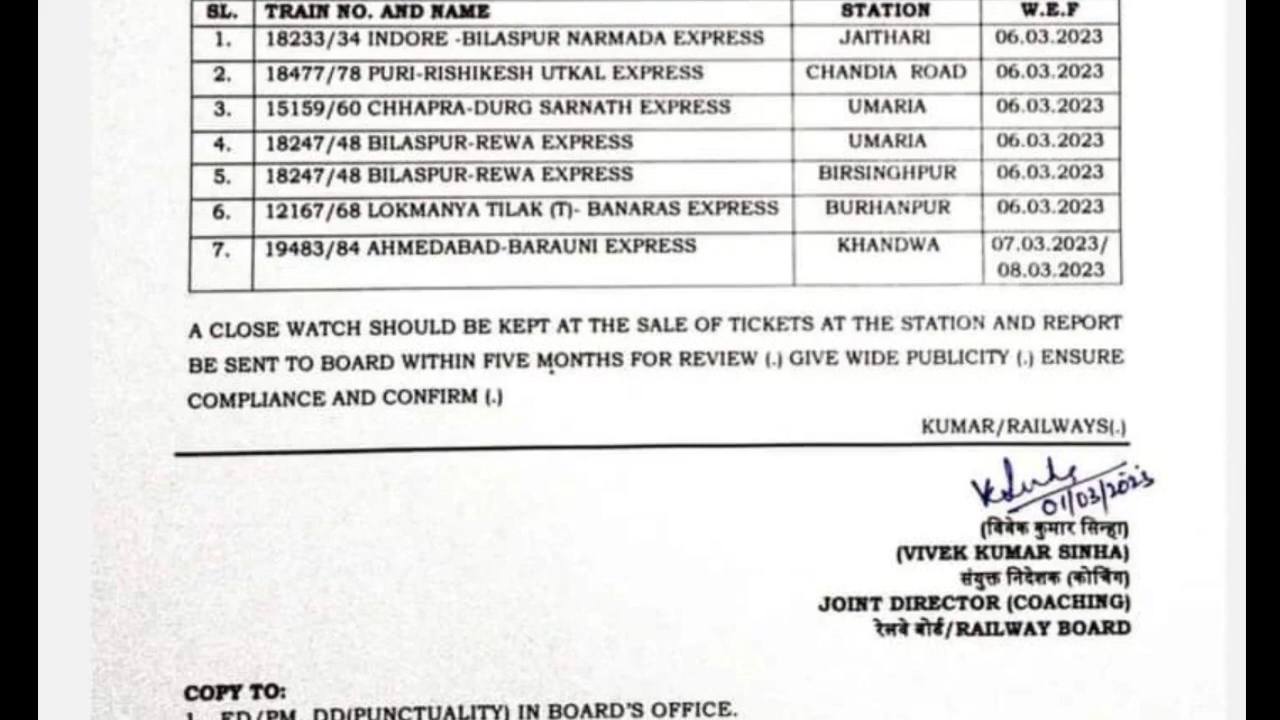 SL. TRAIN NO. AND NAME STATION W.E.F
1. 18233/34 INDORE -BILASPUR NARMADA EXPRESS JAITHARI 06.03.2023
2. 18477/78 PURI-RISHIKESH UTKAL EXPRESS CHANDIA ROAD 06.03.2023
3. 15159/60 CHHAPRA-DURG SARNATH EXPRESS UMARIA 06.03.2023
4. 18247/48 BILASPUR-REWA EXPRESS UMARIA 06.03.2023
5. 18247/48 BILASPUR-REWA EXPRESS BIRSINGHPUR 06.03.2023
6. 12167/68 LOKMANYA TILAK (T)- BANARAS EXPRESS BURHANPUR 06.03.2023
7. 19483/84 AHMEDABAD-BARAUNI EXPRESS KHANDWA 07.03.2023/
08.03.2023
A CLOSE WATCH SHOULD BE KEPT AT THE SALE OF TICKETS AT THE STATION AND REPORT
BE SENT TO BOARD WITHIN FIVE MONTHS FOR REVIEW (.) GIVE WIDE PUBLICITY (.) ENSURE
COMPLIANCE AND CONFIRM (.)
KUMAR/RAILWAYS(.)
01/03/2023
(विवेक कुमार सिन्हा)
(VIVEK KUMAR SINHA)
संयुक्त निदेशक (कोचिंग)
JOINT DIRECTOR (COACHING)
रेलवे बोर्ड/RAILWAY BOARD
COPY TO:
1. ED/PM, DD(PUNCTUALITY) IN BOARD'S OFFICE.